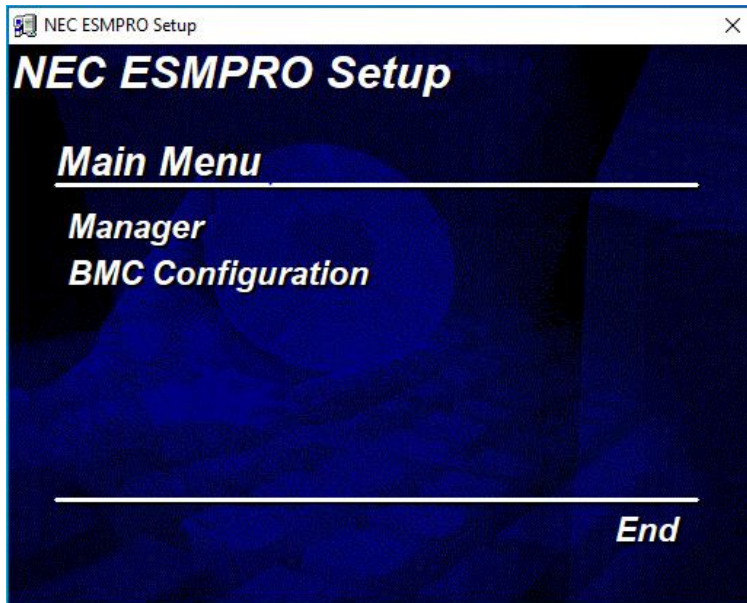 NEC ESMPRO Setup
NEC ESMPRO Setup
Main Menu
Manager
BMC Configuration
End